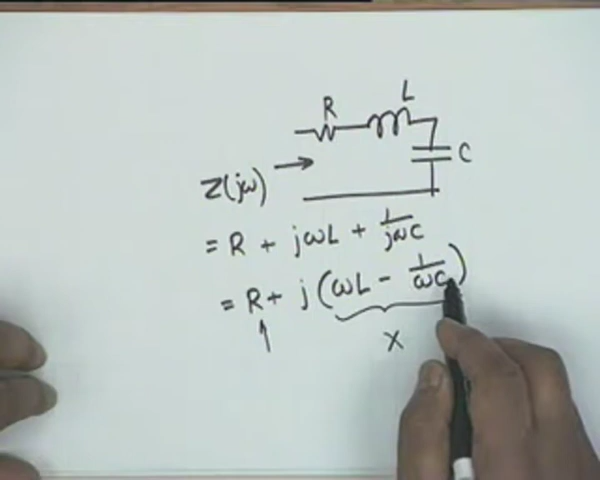 R
L
C
Z(jω)
= R + jωL + 1/jωC
= R + j (ωL - 1/ωC)
X